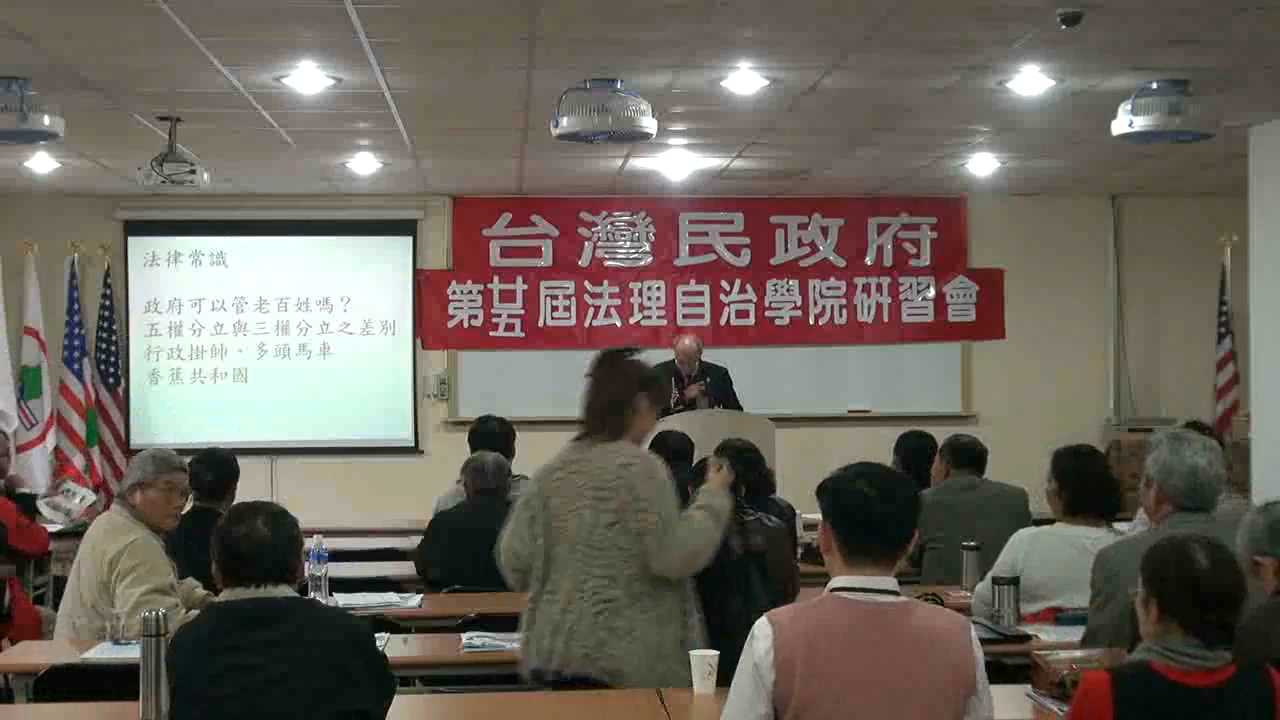 法律常識
政府可以管老百姓嗎？
五權分立與三權分立之差別
行政掛帥、多頭馬車
香蕉共和國
台灣民政府
第廿五屆法理自治學院研習會